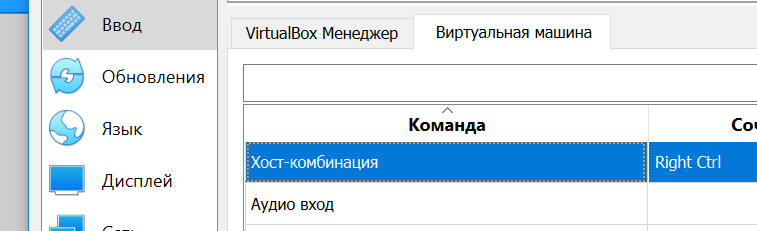 Ввод
Обновления
Язык
Дисплей
VirtualBox Менеджер
Виртуальная машина
Команда
Хост-комбинация
Right Ctrl
Аудио вход